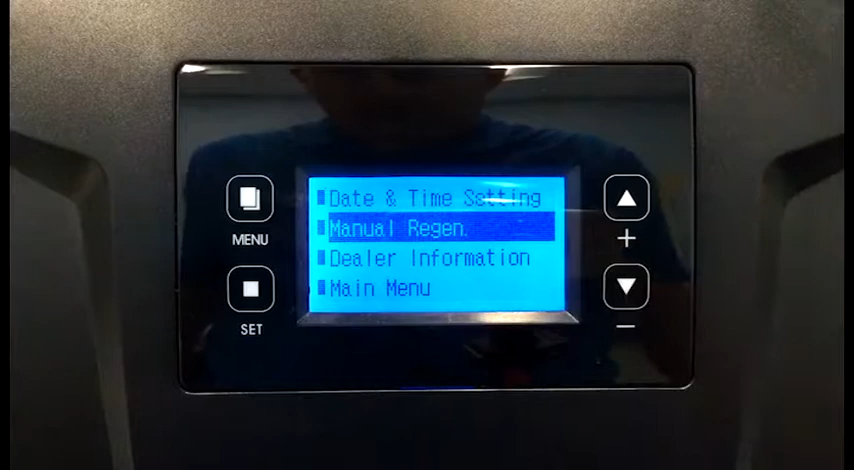 Date & Time Setting
Manual Regen.
MENU
+
Dealer Information
Main Menu
SET
−